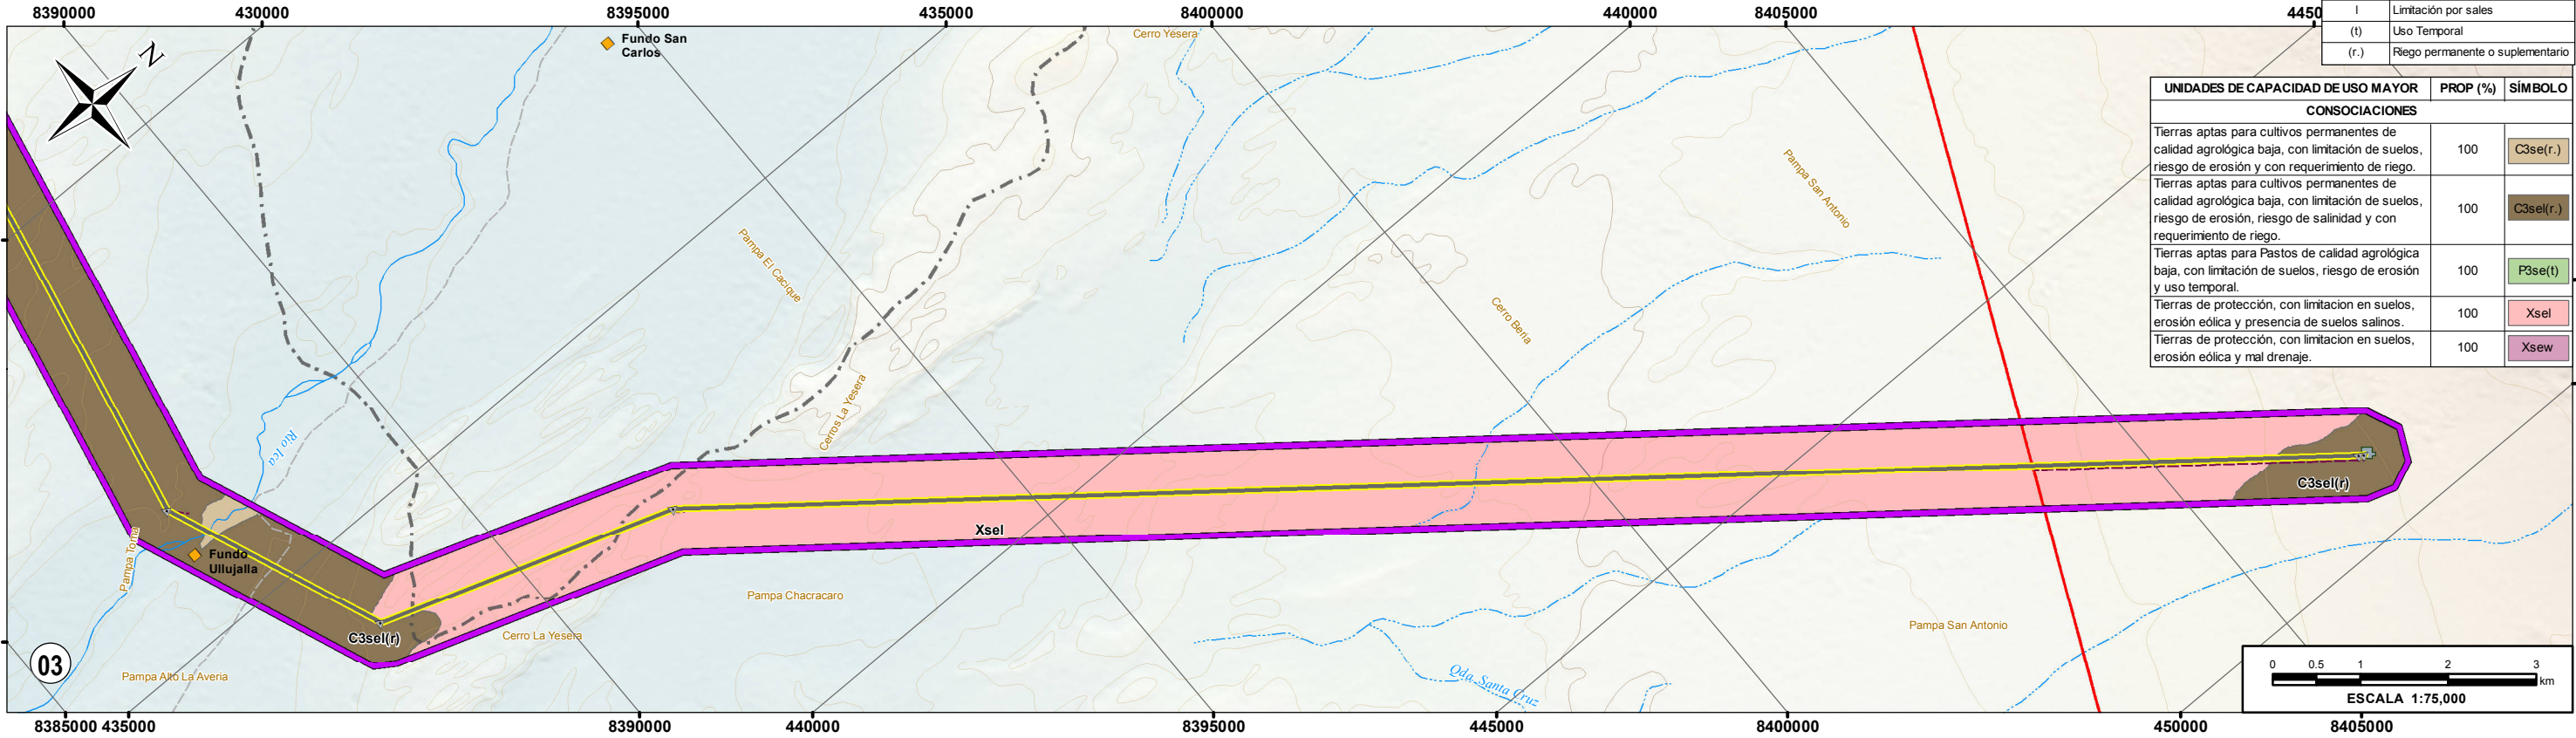 8390000
430000
8395000
435000
8400000
440000
8405000
4450
l Limitación por sales
(t) Uso Temporal
(r.) Riego permanente o suplementario
UNIDADES DE CAPACIDAD DE USO MAYOR PROP (%) SÍMBOLO
CONSOCIACIONES
Tierras aptas para cultivos permanentes de
calidad agrológica baja, con limitación de suelos,
riesgo de erosión y con requerimiento de riego.
100 C3se(r.)
Tierras aptas para cultivos permanentes de
calidad agrológica baja, con limitación de suelos,
riesgo de erosión, riesgo de salinidad y con
requerimiento de riego.
100 C3sel(r.)
Tierras aptas para Pastos de calidad agrológica
baja, con limitación de suelos, riesgo de erosión
y uso temporal.
100 P3se(t)
Tierras de protección, con limitacion en suelos,
erosión eólica y presencia de suelos salinos.
100 Xsel
Tierras de protección, con limitacion en suelos,
erosión eólica y mal drenaje.
100 Xsew
N
Fundo San
Carlos
Cerro Yesera
Pampa San Antonio
Pampa El Cacique
Cerro Beria
Cerros La Yesera
Río Ica
Pampa Toma
Fundo
Ullujalla
C3sel(r)
Xsel
C3sel(r)
Pampa Chacracaro
Cerro La Yesera
Pampa San Antonio
Pampa Alto La Averia
Qda. Santa Cruz
03
0 0.5 1 2 3
km
ESCALA 1:75,000
8385000
435000
8390000
440000
8395000
445000
8400000
450000
8405000